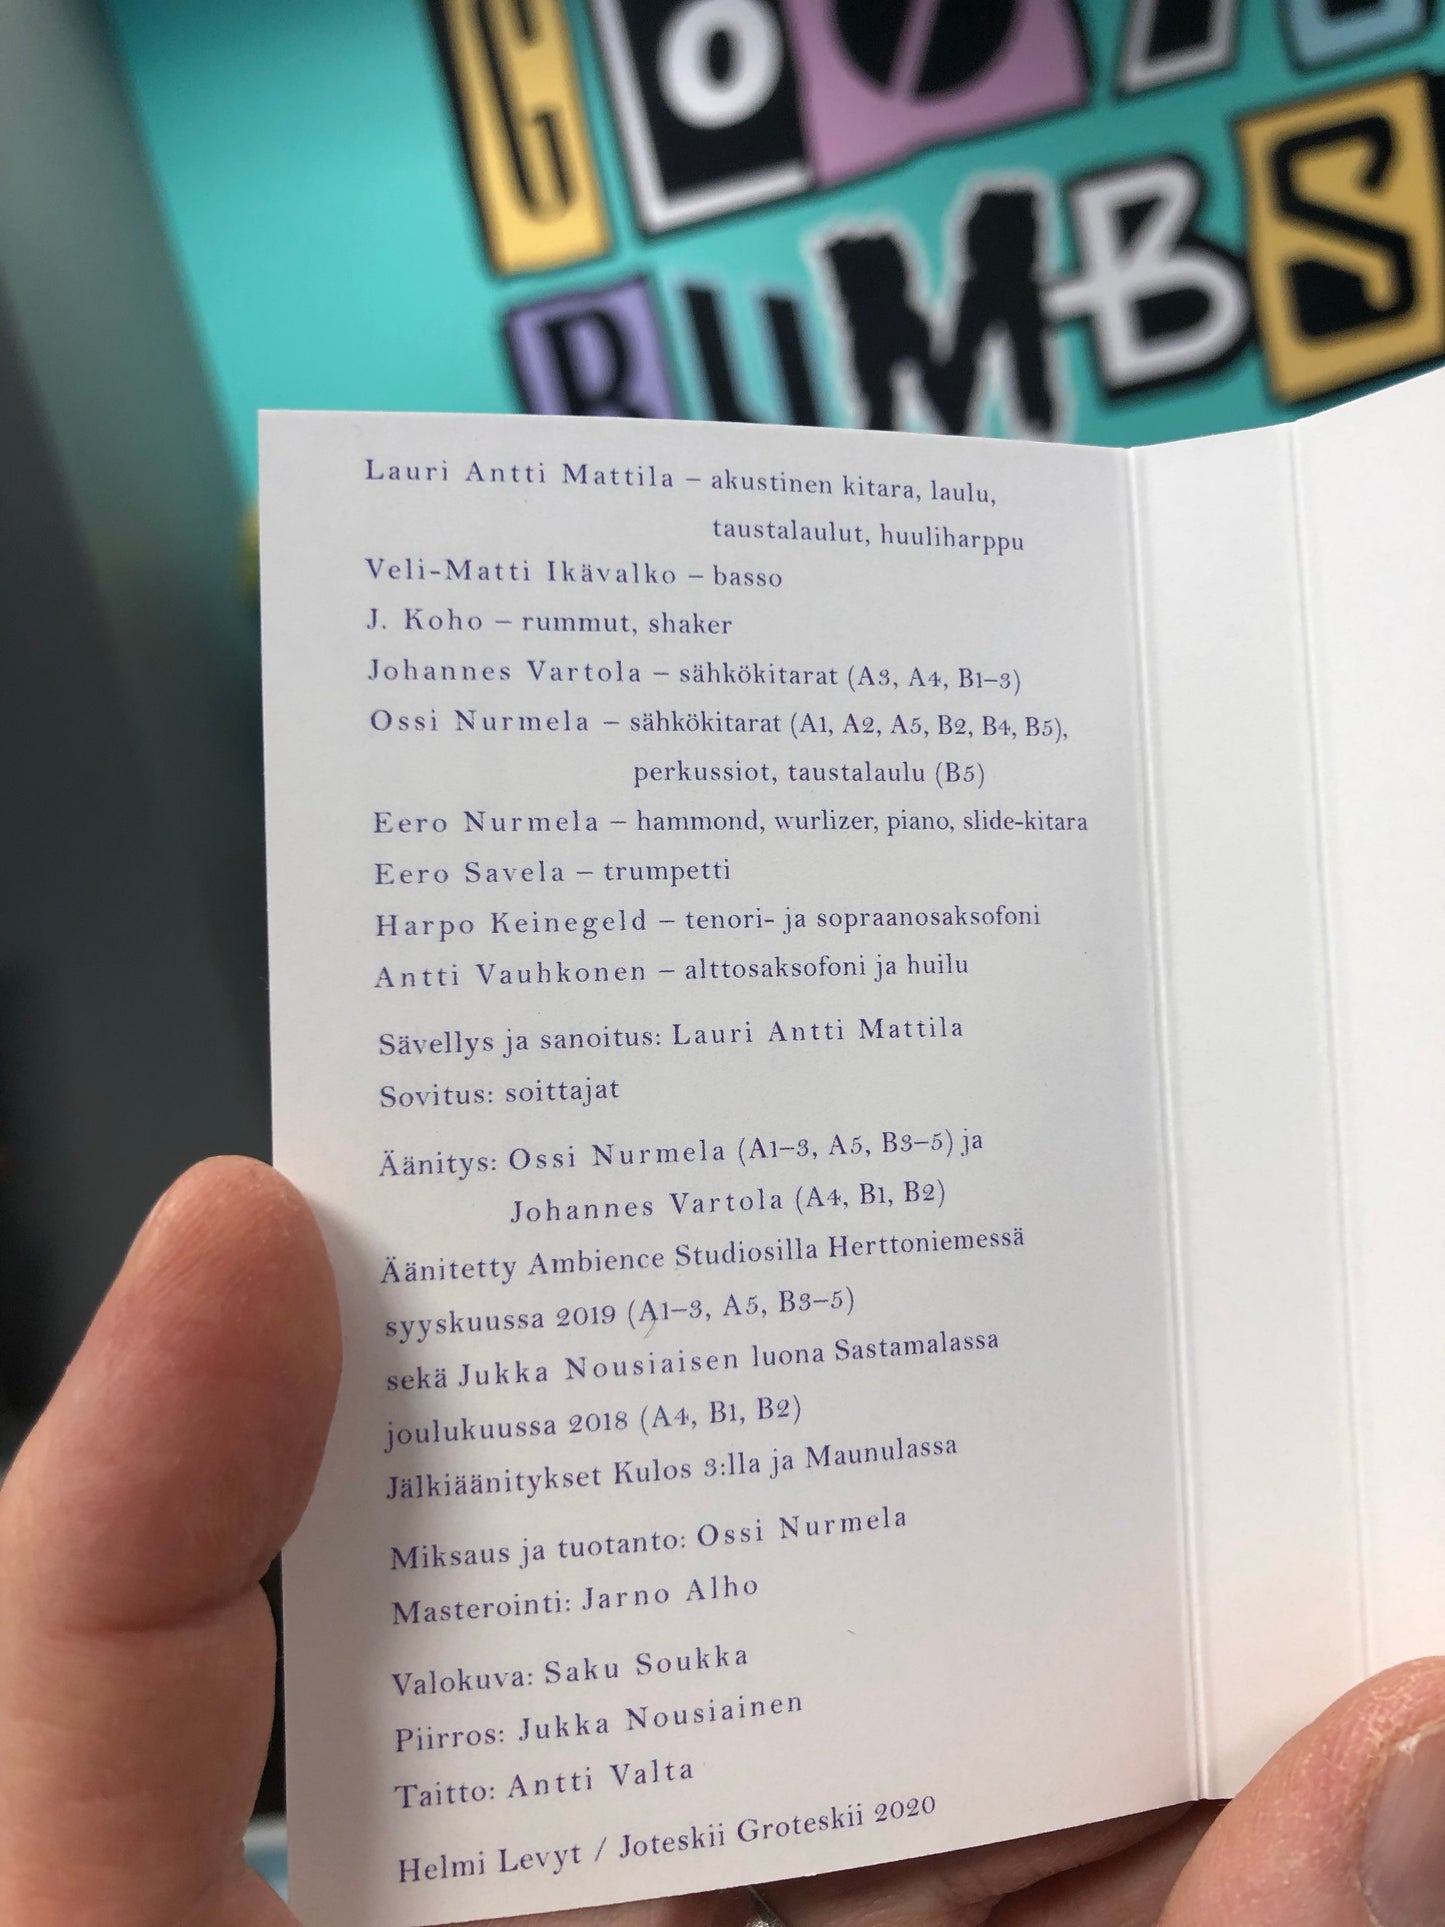 RUMBS
Lauri Antti Mattila – akustinen kitara, laulu,
taustalaulut, huuliharppu
Veli-Matti Ikävalko – basso
J. Koho – rummut, shaker
Johannes Vartola – sähkökitarat (A3, A4, B1–3)
Ossi Nurmela – sähkökitarat (A1, A2, A5, B2, B4, B5),
perkussiot, taustalaulu (B5)
Eero Nurmela – hammond, wurlizer, piano, slide-kitara
Eero Savela – trumpetti
Harpo Keinegeld – tenori- ja sopraanosaksofoni
Antti Vauhkonen – alttosaksofoni ja huilu
Sävellys ja sanoitus: Lauri Antti Mattila
Sovitus: soittajat
Äänitys: Ossi Nurmela (A1–3, A5, B3–5) ja
Johannes Vartola (A4, B1, B2)
Äänitetty Ambience Studiosilla Herttoniemessä
syyskuussa 2019 (A1–3, A5, B3–5)
sekä Jukka Nousiaisen luona Sastamalassa
joulukuussa 2018 (A4, B1, B2)
Jälkiäänitykset Kulos 3:lla ja Maunulassa
Miksaus ja tuotanto: Ossi Nurmela
Masterointi: Jarno Alho
Valokuva: Saku Soukka
Piirros: Jukka Nousiainen
Taitto: Antti Valta
Helmi Levyt / Joteskii Groteskii 2020